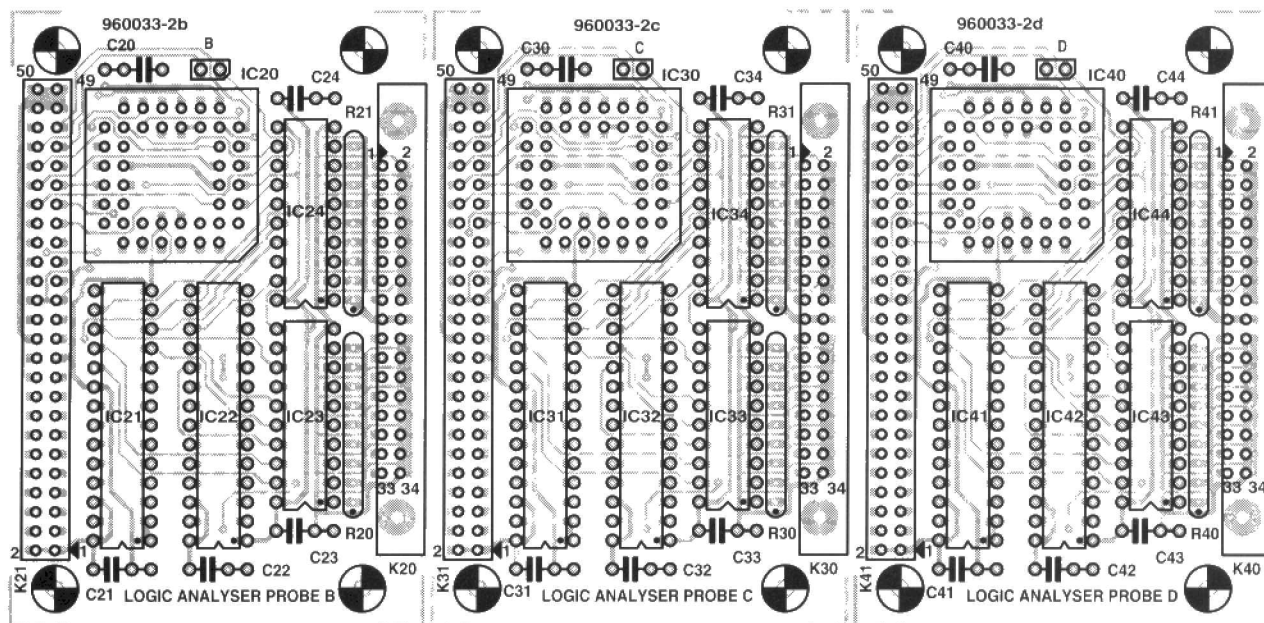 960033-2b
960033-2c
960033-2d
C20 B
C30 C
C40 D
50 49 IC20 C24
50 49 IC30 C34
50 49 IC40 C44
R21
R31
R41
1 2
1 2
1 2
IC24
IC34
IC44
IC21 IC22 IC23
IC31 IC32 IC33
IC41 IC42 IC43
33 34
33 34
33 34
R20
R30
R40
2 1 C23
2 1 C33
2 1 C43
K21 C21 C22 K20
K31 C31 C32 K30
K41 C41 C42 K40
LOGIC ANALYSER PROBE B
LOGIC ANALYSER PROBE C
LOGIC ANALYSER PROBE D